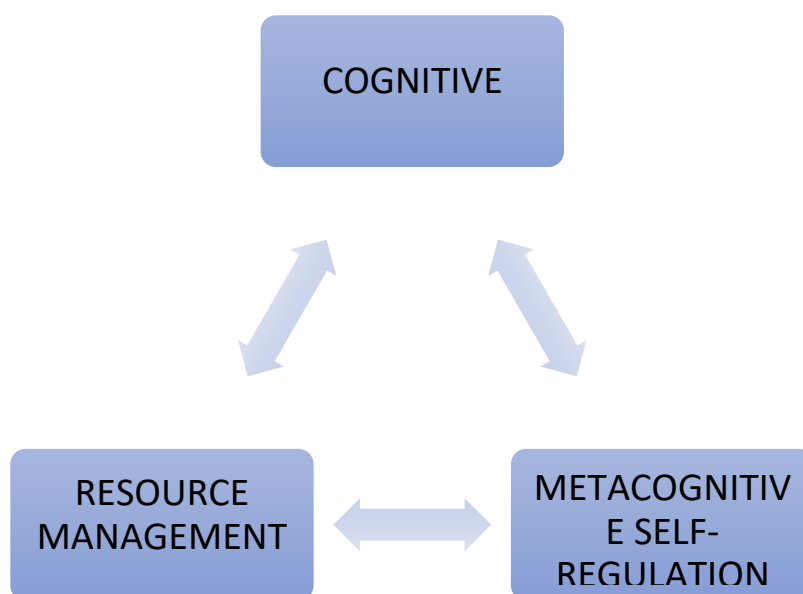 COGNITIVE
RESOURCE
MANAGEMENT
METACOGNITIV
E SELF-
REGULATION